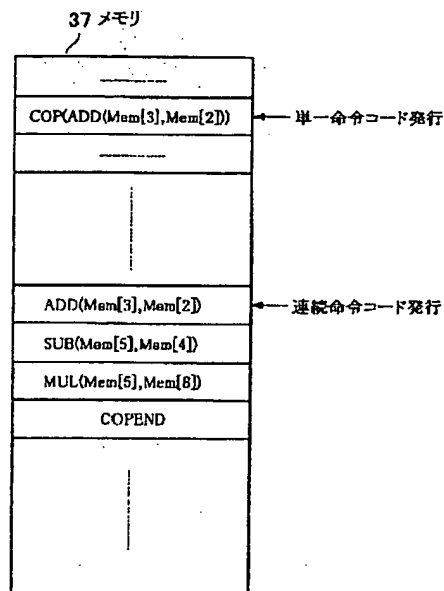 37 メモリ
COP(ADD(Mem[3],Mem[2]))
単一命令コード発行
ADD(Mem[3],Mem[2])
連続命令コード発行
SUB(Mem[5],Mem[4])
MUL(Mem[5],Mem[8])
COPEND